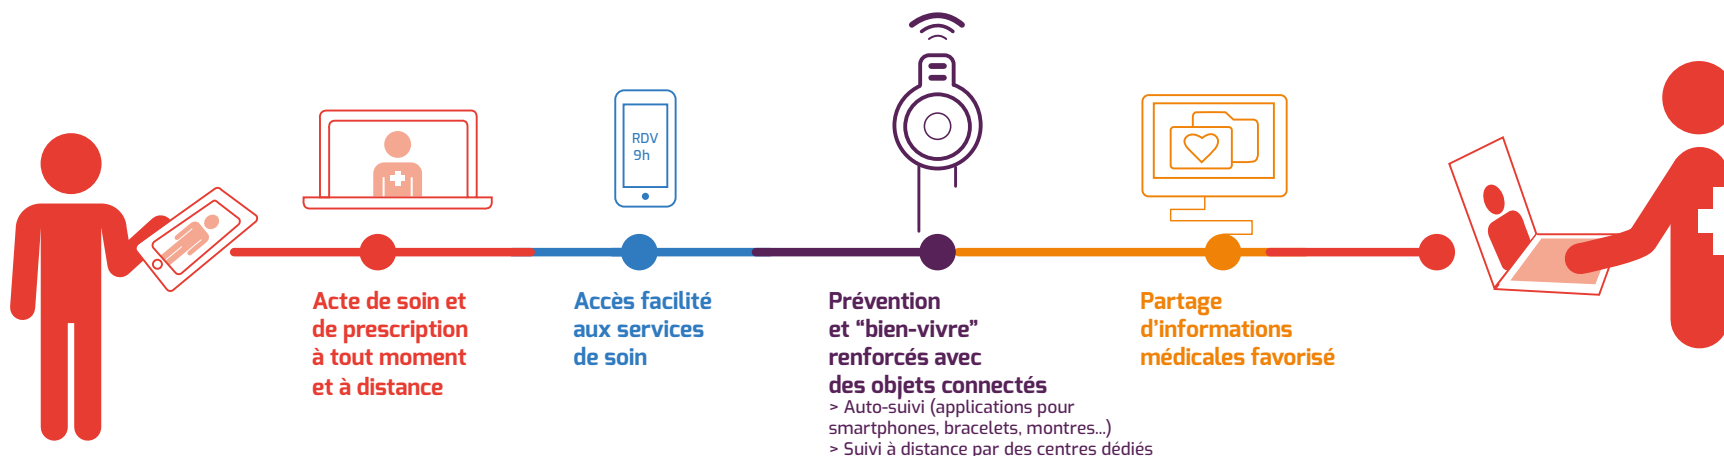 RDV
9h
Acte de soin et
de prescription
à tout moment
et à distance
Accès facilité
aux services
de soin
Prévention
et “bien-vivre”
renforcés avec
des objets connectés
> Auto-suivi (applications pour
smartphones, bracelets, montres...)
> Suivi à distance par des centres dédiés
Partage
d’informations
médicales favorisé